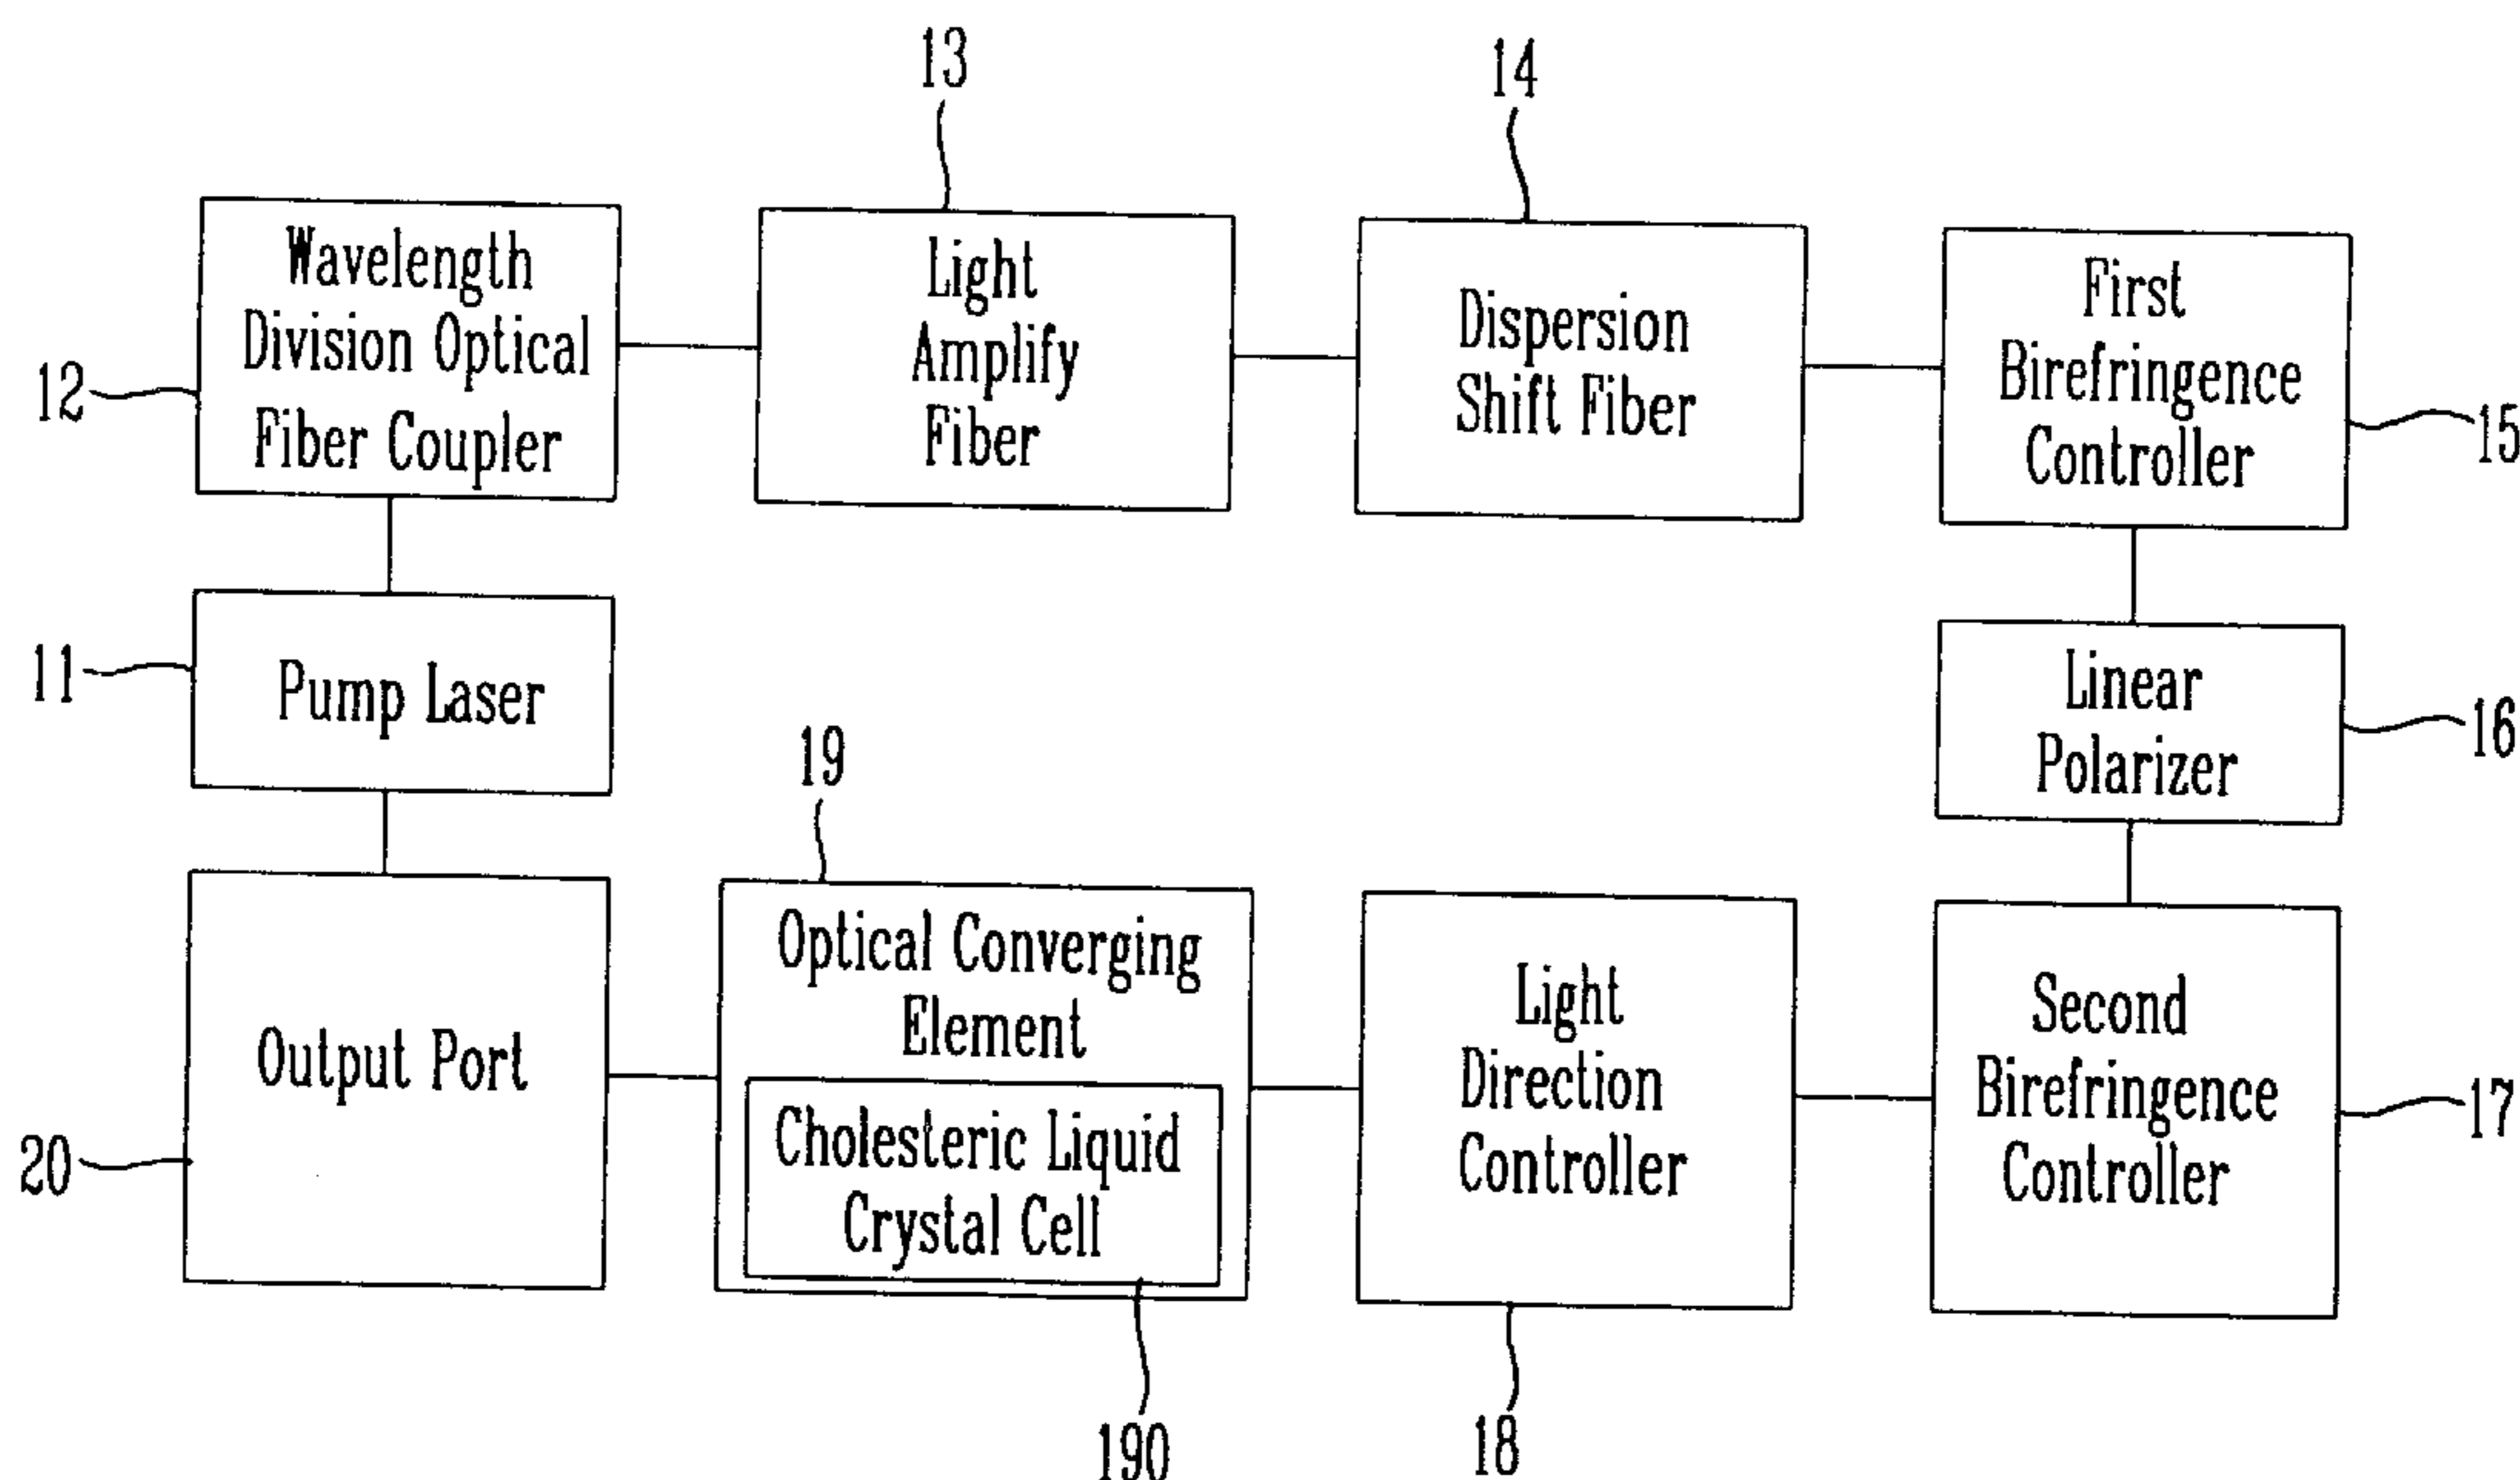 13
14
Wavelength
Division Optical
Fiber Coupler
Light
Amplify
Fiber
Dispersion
Shift Fiber
First
Birefringence
Controller
12
15
11
Pump Laser
Linear
Polarizer
16
19
Optical Converging
Element
Cholesteric Liquid
Crystal Cell
Output Port
20
Light
Direction
Controller
Second
Birefringence
Controller
17
190
18